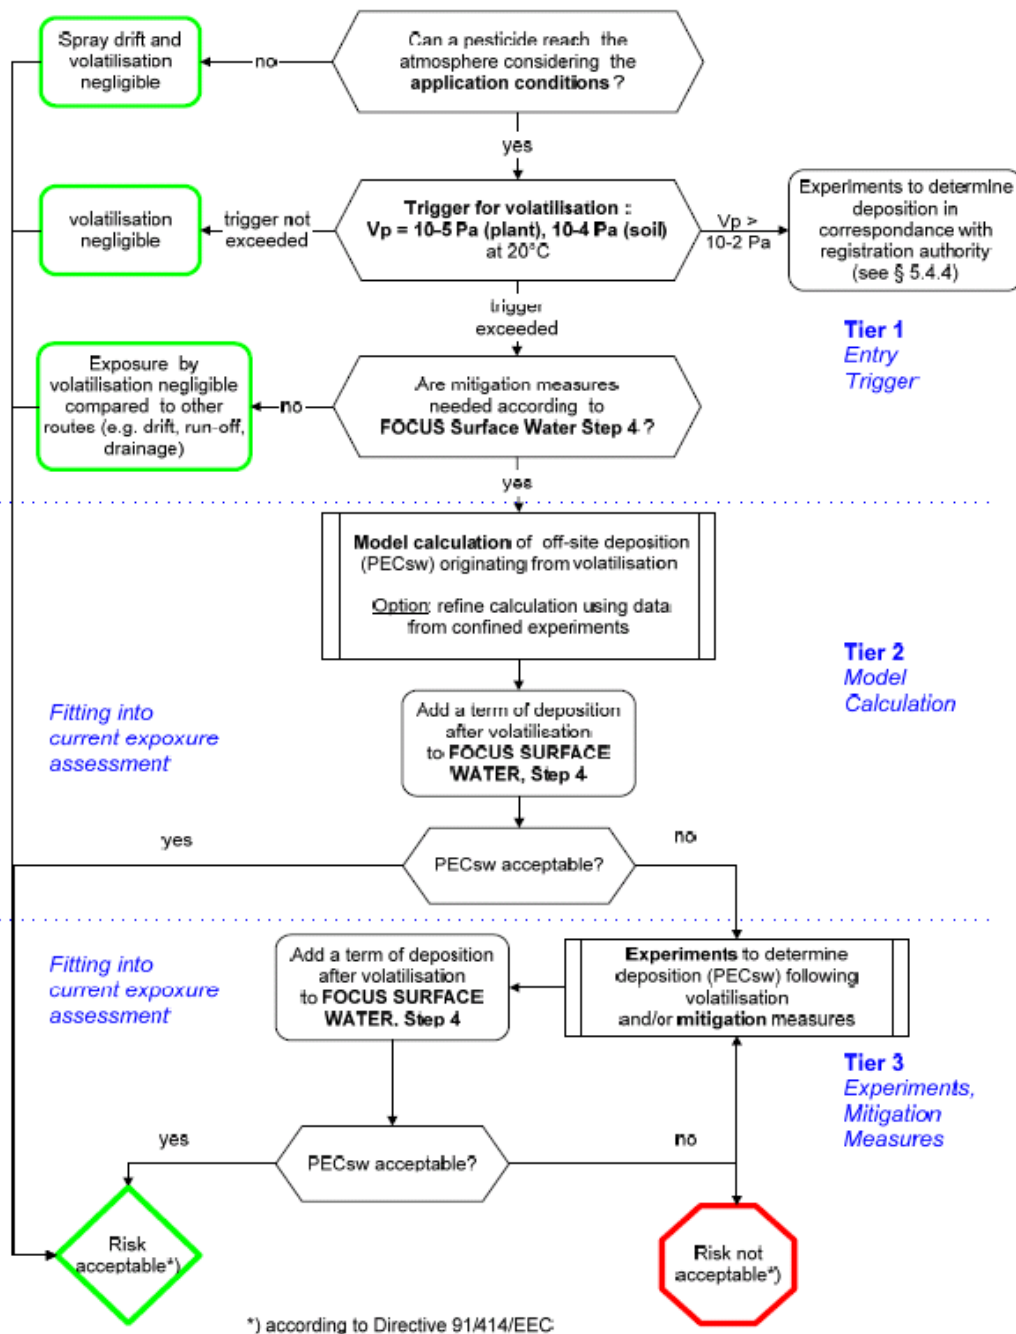 Spray drift and
volatilisation
negligible
no
Can a pesticide reach the
atmosphere considering the
application conditions ?
yes
volatilisation
negligible
trigger not
exceeded
Trigger for volatilisation :
Vp = 10-5 Pa (plant), 10-4 Pa (soil)
at 20°C
Vp >
10-2 Pa
Experiments to determine
deposition in
correspondance with
registration authority
(see § 5.4.4)
trigger
exceeded
Tier 1
Entry
Trigger
Exposure by
volatilisation negligible
compared to other
routes (e.g. drift, run-off,
drainage)
no
Are mitigation measures
needed according to
FOCUS Surface Water Step 4 ?
yes
Model calculation of off-site deposition
(PECsw) originating from volatilisation
Option: refine calculation using data
from confined experiments
Tier 2
Model
Calculation
Fitting into
current expoxure
assessment
Add a term of deposition
after volatilisation
to FOCUS SURFACE
WATER, Step 4
yes
PECsw acceptable?
no
Fitting into
current expoxure
assessment
Add a term of deposition
after volatilisation
to FOCUS SURFACE
WATER, Step 4
Experiments to determine
deposition (PECsw) following
volatilisation
and/or mitigation measures
Tier 3
Experiments,
Mitigation
Measures
yes
PECsw acceptable?
no
Risk
acceptable*)
Risk not
acceptable*)
*) according to Directive 91/414/EEC